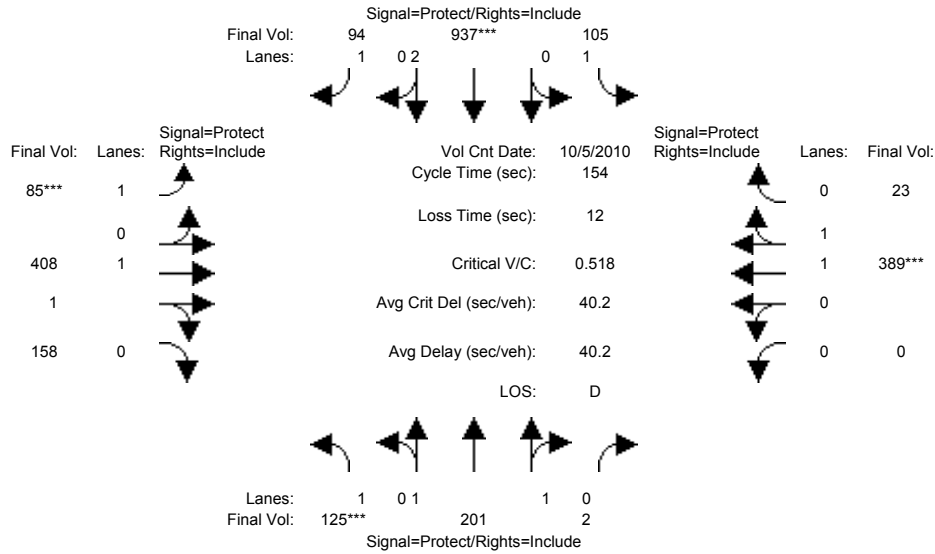 Signal=Protect/Rights=Include
Final Vol: 94 937*** 105
Lanes: 1 0 2 0 1
Signal=Protect
Final Vol: Lanes: Rights=Include
Vol Cnt Date: 10/5/2010
Signal=Protect
Rights=Include Lanes: Final Vol:
Cycle Time (sec): 154
85*** 1
0 23
Loss Time (sec): 12
0
1
408 1
Critical V/C: 0.518
1 389***
1 0
Avg Crit Del (sec/veh): 40.2
0
158 0
Avg Delay (sec/veh): 40.2
0 0
LOS: D
Lanes: 1 0 1 1 0
Final Vol: 125*** 201 2
Signal=Protect/Rights=Include